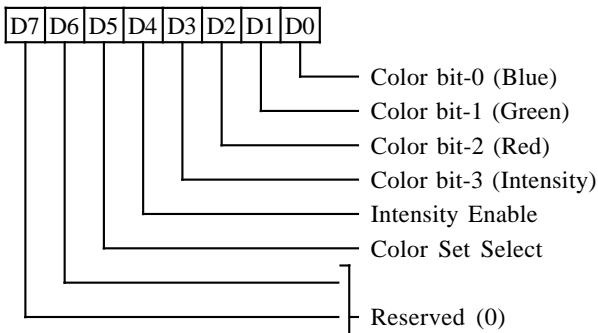 D7 D6 D5 D4 D3 D2 D1 D0
Color bit-0 (Blue)
Color bit-1 (Green)
Color bit-2 (Red)
Color bit-3 (Intensity)
Intensity Enable
Color Set Select
Reserved (0)